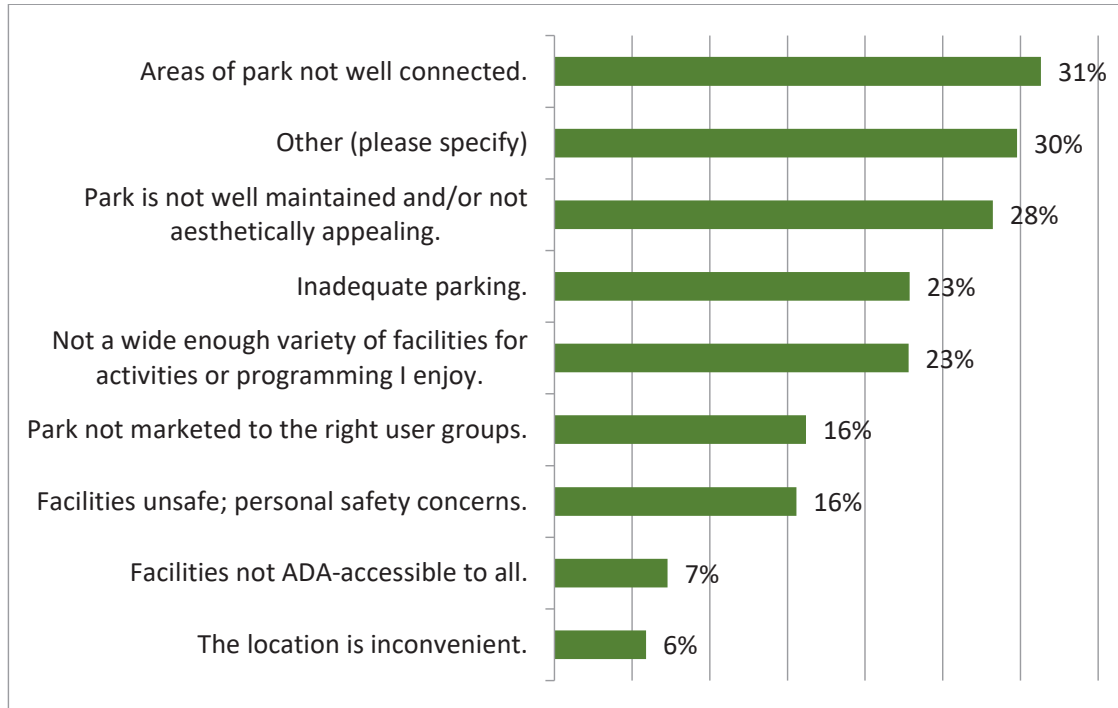 Areas of park not well connected.
31%
Other (please specify)
30%
Park is not well maintained and/or not
aesthetically appealing.
28%
Inadequate parking.
23%
Not a wide enough variety of facilities for
activities or programming I enjoy.
23%
Park not marketed to the right user groups.
16%
Facilities unsafe; personal safety concerns.
16%
Facilities not ADA-accessible to all.
7%
The location is inconvenient.
6%